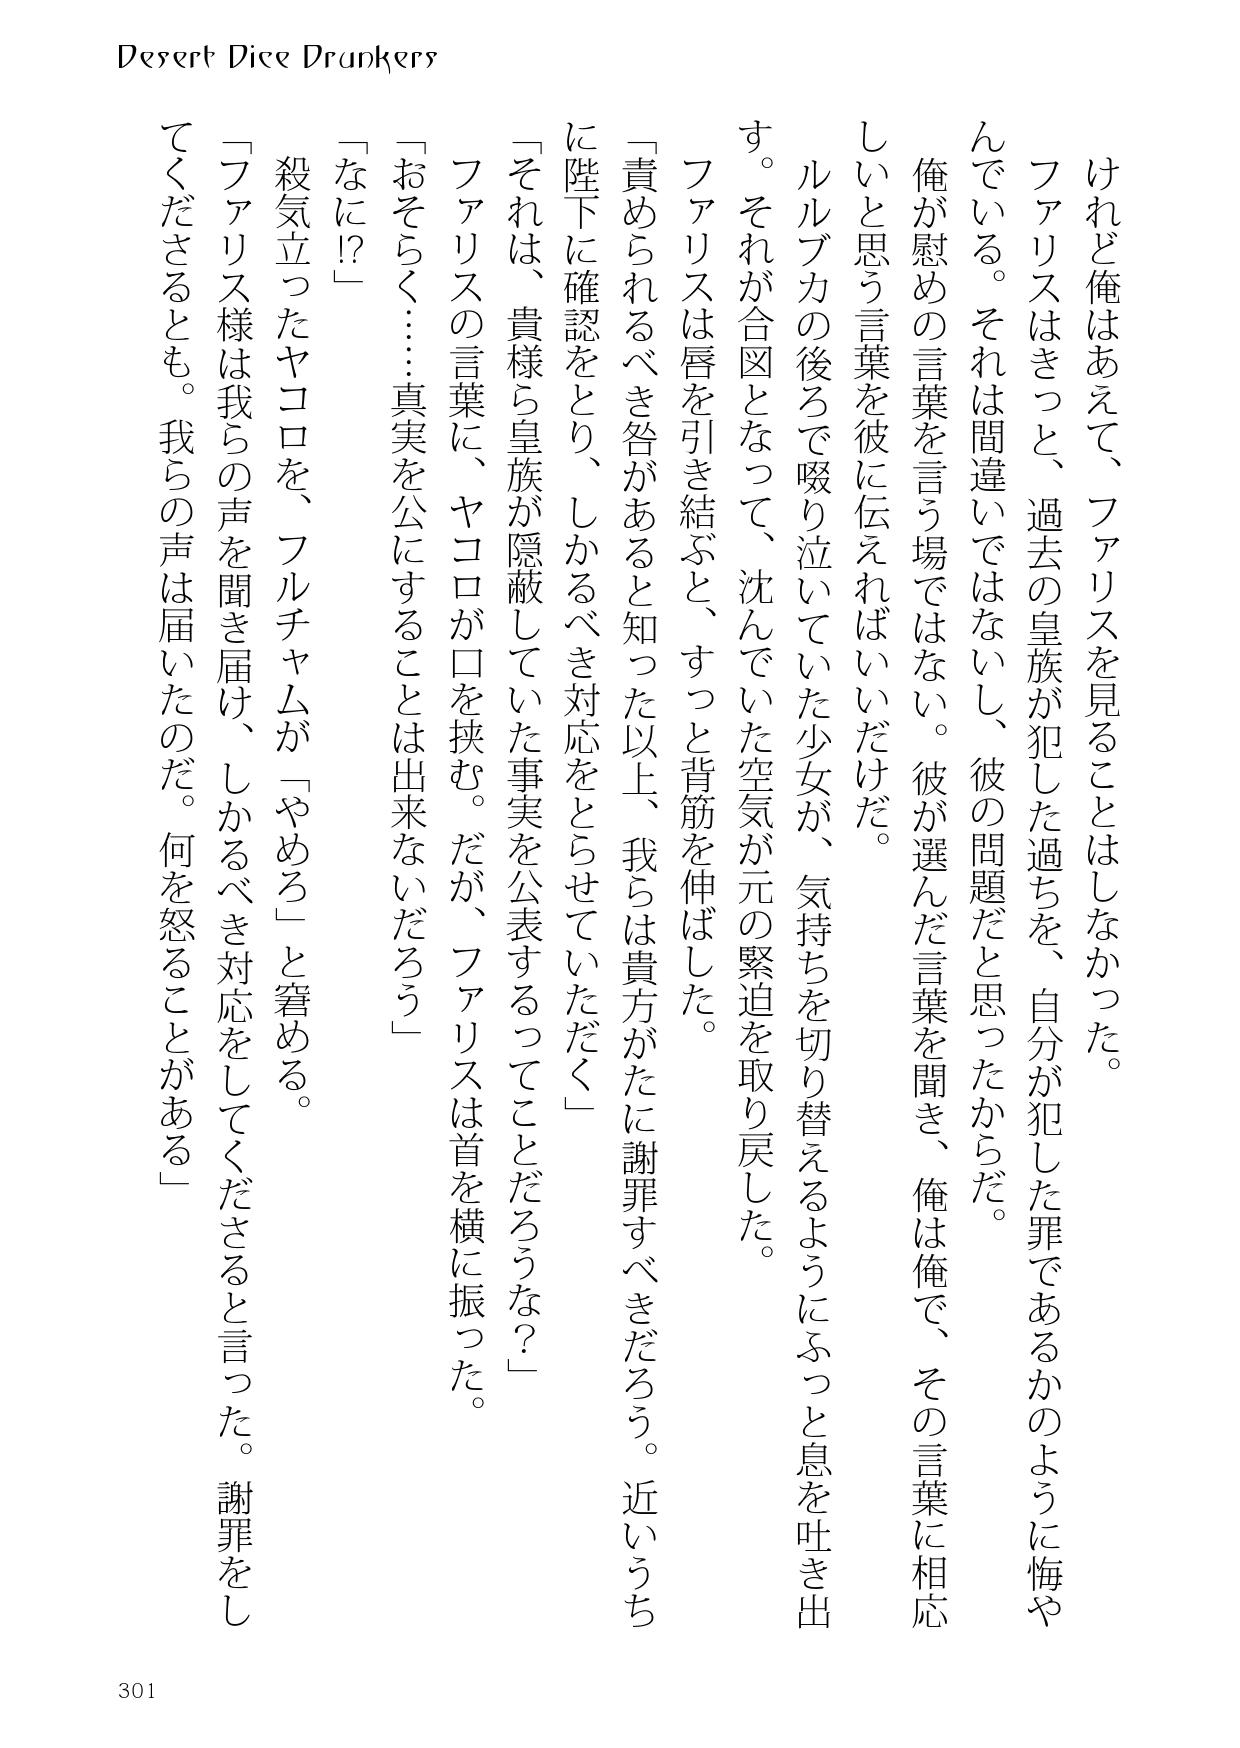 Desert Dice Drunkers
けれど俺はあえて、ファリスを見ることはしなかった。
ファリスはきっと、過去の皇族が犯した過ちを、自分が犯した罪であるかのように悔や
んでいる。それは間違いではないし、彼の問題だと思ったからだ。
俺が慰めの言葉を言う場ではない。彼が選んだ言葉を聞き、俺は俺で、その言葉に相応
しいと思う言葉を彼に伝えればいいだけだ。
ルルブカの後ろで啜り泣いていた少女が、気持ちを切り替えるようにふっと息を吐き出
す。それが合図となって、沈んでいた空気が元の緊迫を取り戻した。
ファリスは唇を引き結ぶと、すっと背筋を伸ばした。
「責められるべき咎があると知った以上、我らは貴方がたに謝罪すべきだろう。近いうち
に陛下に確認をとり、しかるべき対応をとらせていただく」
「それは、貴様ら皇族が隠蔽していた事実を公表するってことだろうな？」
ファリスの言葉に、ヤコロが口を挟む。だが、ファリスは首を横に振った。
「おそらく……真実を公にすることは出来ないだろう」
「なに!?」
殺気立ったヤコロを、フルチャムが「やめろ」と窘める。
「ファリス様は我らの声を聞き届け、しかるべき対応をしてくださると言った。謝罪をし
てくださるとも。我らの声は届いたのだ。何を怒ることがある」
301